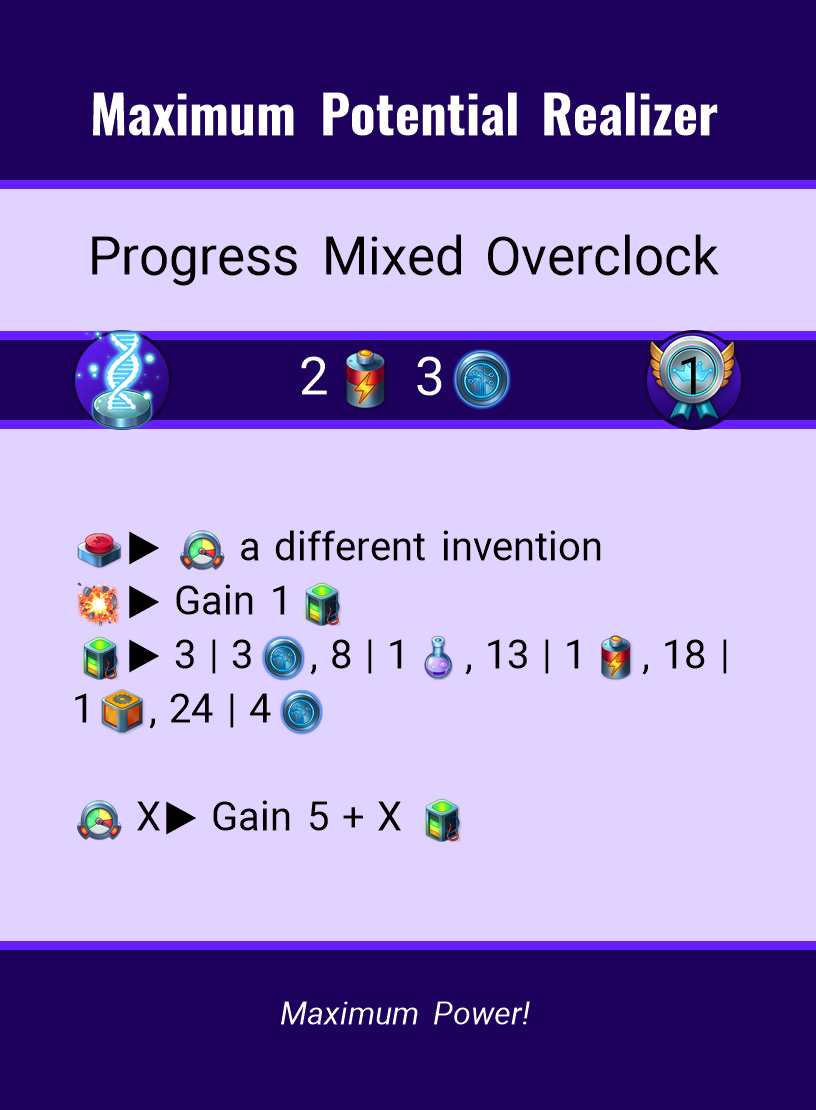 Maximum Potential Realizer
Progress Mixed Overclock
2 3
1
a different invention
Gain 1
3 | 3 , 8 | 1 , 13 | 1 , 18 |
1 , 24 | 4
X▶ Gain 5 + X
Maximum Power!